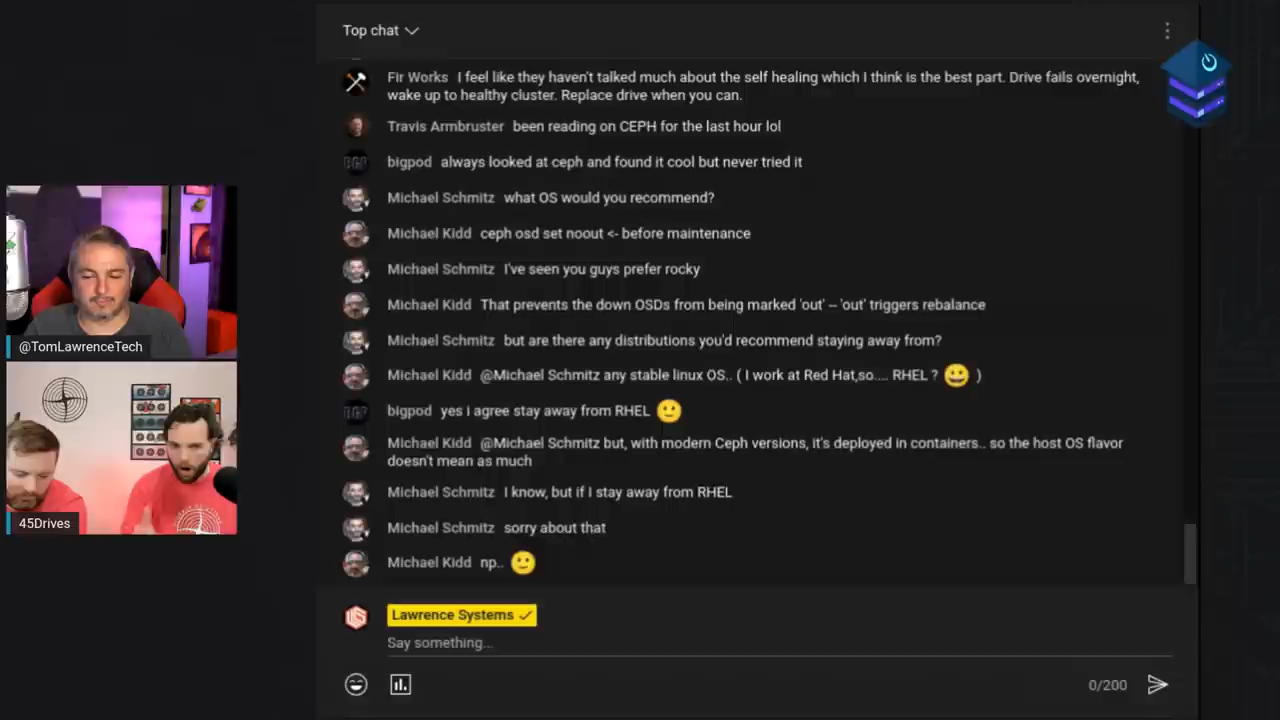 Top chat
Fir Works I feel like they haven't talked much about the self healing which I think is the best part. Drive fails overnight,
wake up to healthy cluster. Replace drive when you can.
Travis Armbruster been reading on CEPH for the last hour lol
bigpod always looked at ceph and found it cool but never tried it
Michael Schmitz what OS would you recommend?
Michael Kidd ceph osd set noout <- before maintenance
Michael Schmitz I've seen you guys prefer rocky
Michael Kidd That prevents the down OSDs from being marked 'out' -- 'out' triggers rebalance
Michael Schmitz but are there any distributions you'd recommend staying away from?
Michael Kidd @Michael Schmitz any stable linux OS.. ( I work at Red Hat,so.... RHEL ? 😀 )
bigpod yes i agree stay away from RHEL 🙂
Michael Kidd @Michael Schmitz but, with modern Ceph versions, it's deployed in containers.. so the host OS flavor
doesn't mean as much
Michael Schmitz I know, but if I stay away from RHEL
Michael Schmitz sorry about that
Michael Kidd np.. 🙂
Lawrence Systems
Say something...
0/200
@TomLawrenceTech
45Drives